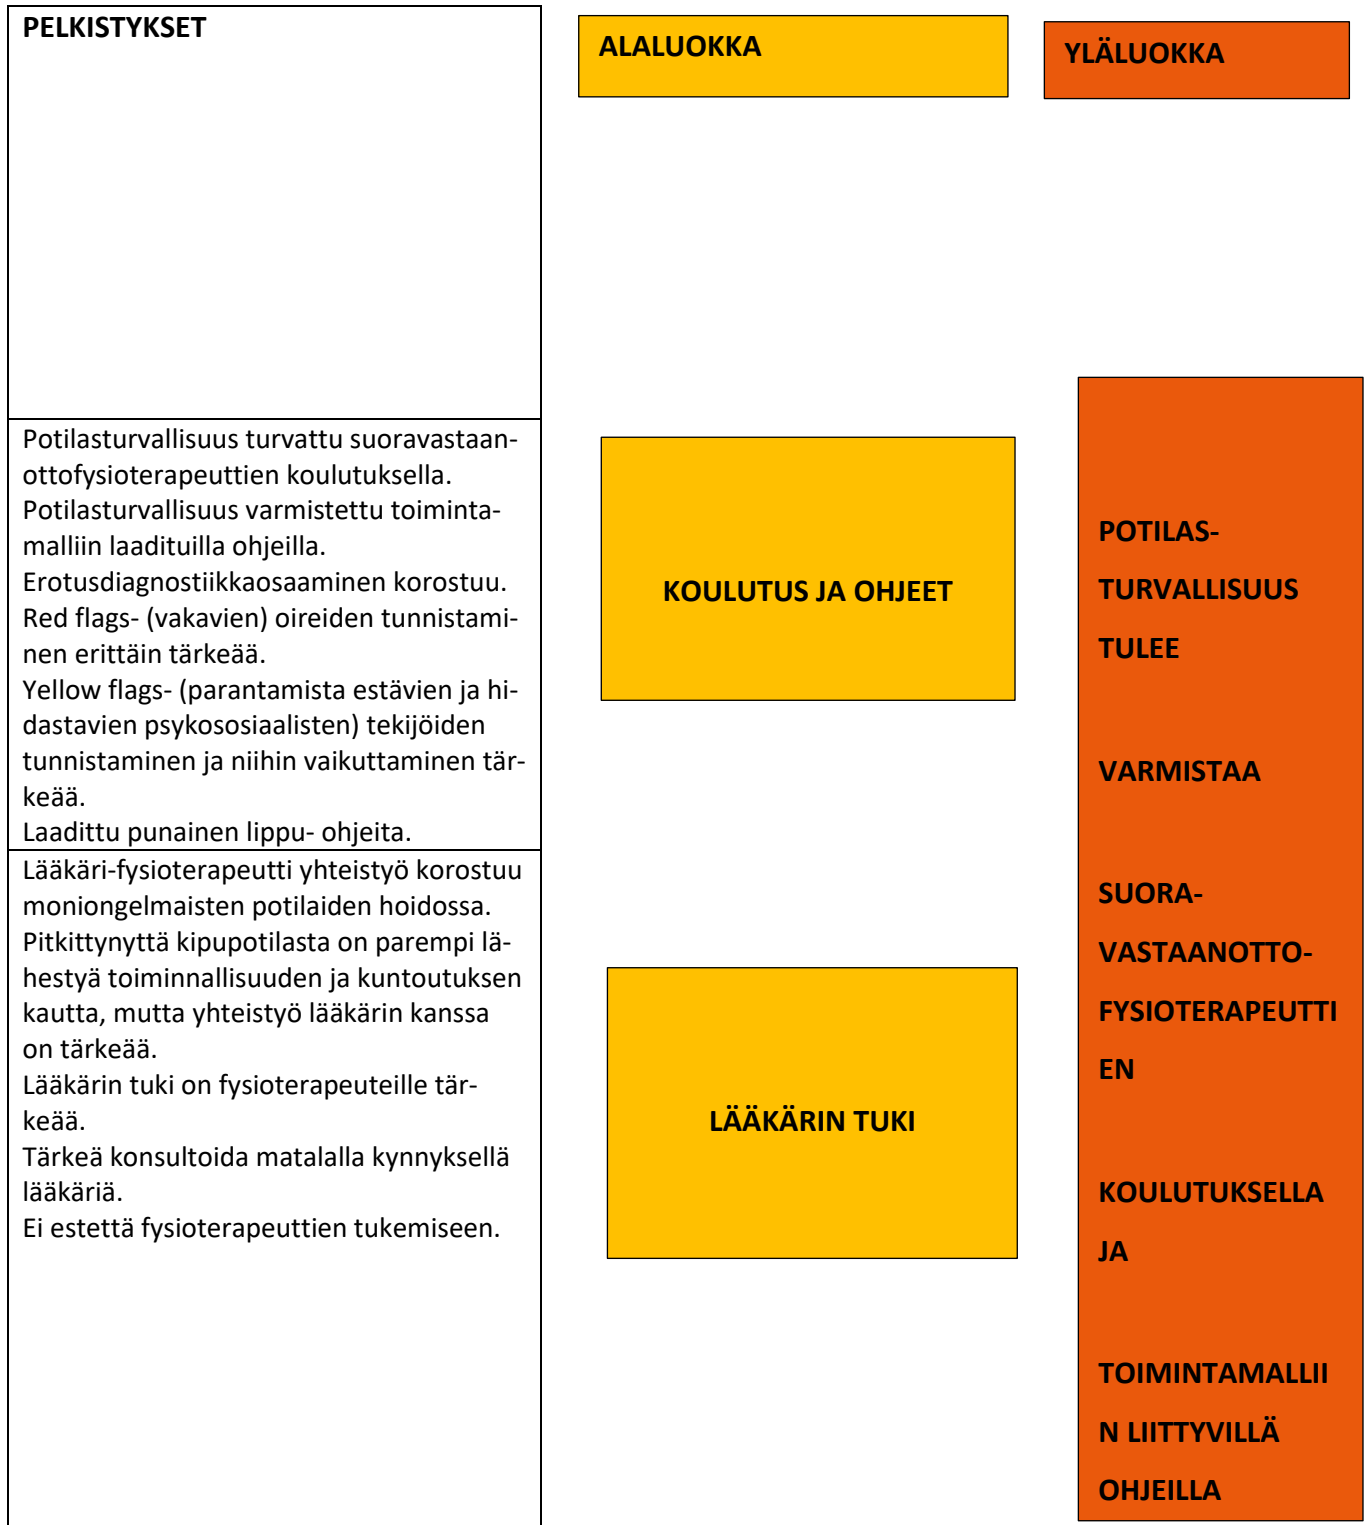 PELKISTYKSET
ALALUOKKA
YLÄLUOKKA
Potilasturvallisuus turvattu suoravastaan-
ottofysioterapeuttien koulutuksella.
Potilasturvallisuus varmistettu toiminta-
malliin laadituilla ohjeilla.
Erotusdiagnostiikkaosaaminen korostuu.
Red flags- (vakavien) oireiden tunnistami-
nen erittäin tärkeää.
Yellow flags- (parantamista estävien ja hi-
dastavien psykososiaalisten) tekijöiden
tunnistaminen ja niihin vaikuttaminen tär-
keää.
Laadittu punainen lippu- ohjeita.
KOULUTUS JA OHJEET
Lääkäri-fysioterapeutti yhteistyö korostuu
moniongelmaisten potilaiden hoidossa.
Pitkittynyttä kipupotilasta on parempi lä-
hestyä toiminnallisuuden ja kuntoutuksen
kautta, mutta yhteistyö lääkärin kanssa
on tärkeää.
Lääkärin tuki on fysioterapeuteille tär-
keää.
Tärkeä konsultoida matalalla kynnyksellä
lääkäriä.
Ei estettä fysioterapeuttien tukemiseen.
LÄÄKÄRIN TUKI
POTILAS-
TURVALLISUUS
TULEE
VARMISTAA
SUORA-
VASTAANOTTO-
FYSIOTERAPEUTTI
EN
KOULUTUKSELLA
JA
TOIMINTAMALLII
N LIITTYVILLÄ
OHJEILLA